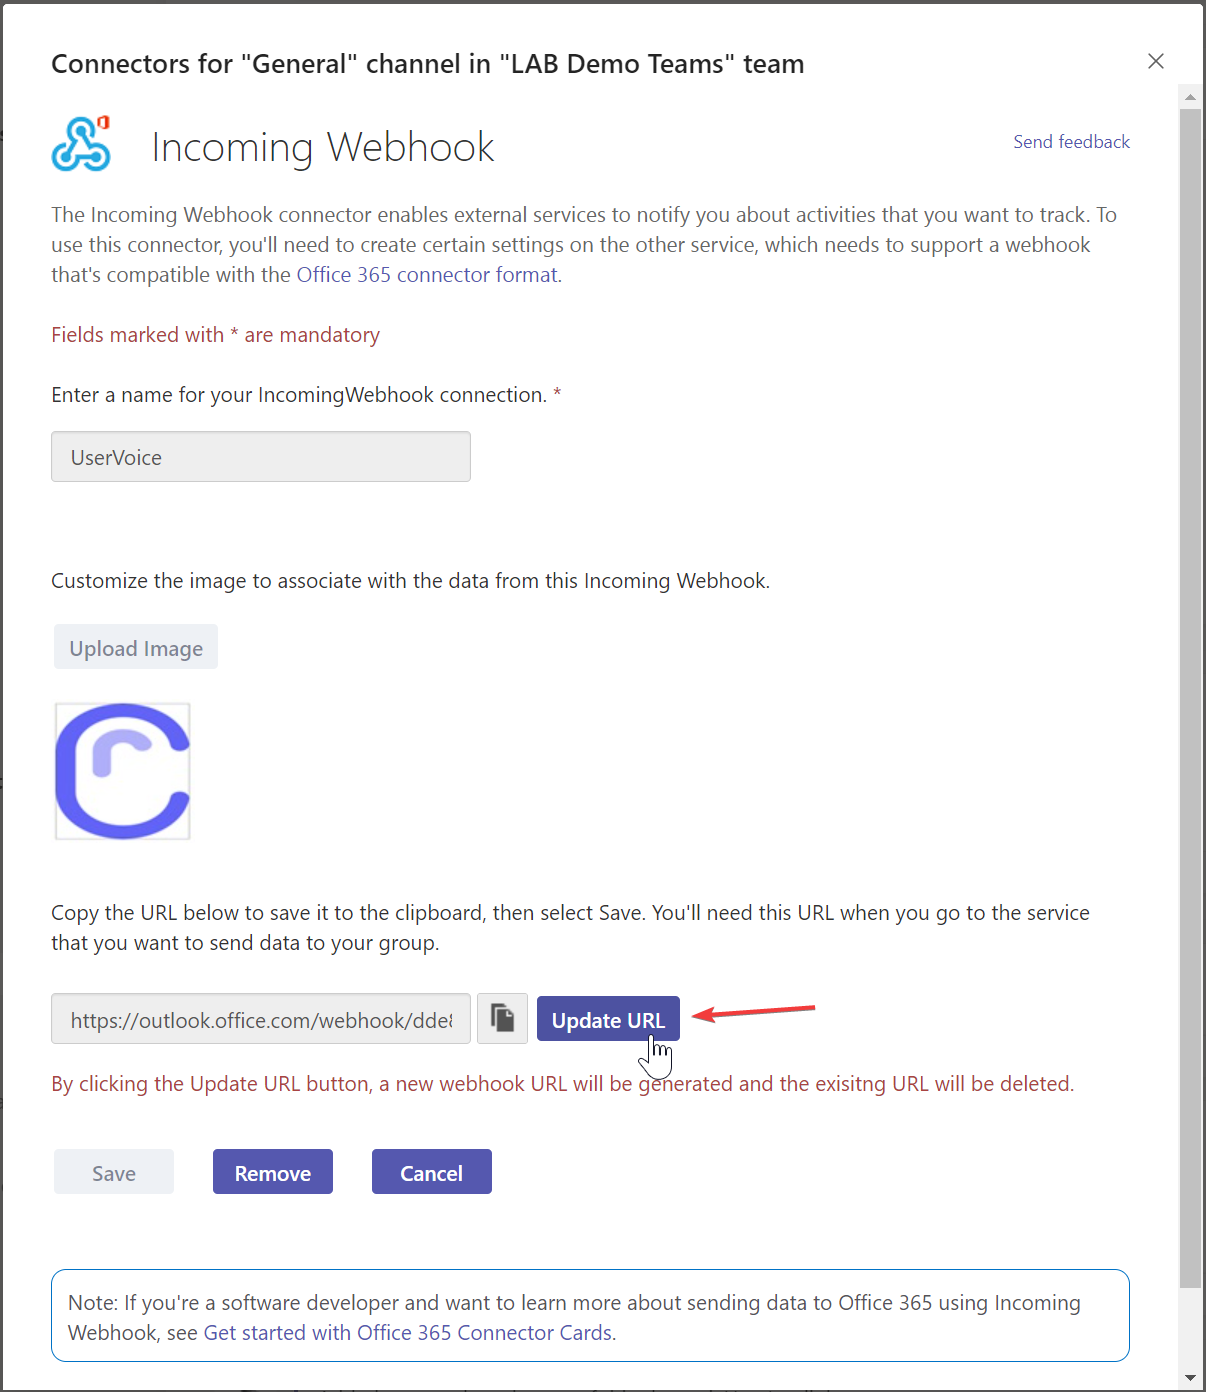 Connectors for "General" channel in "LAB Demo Teams" team
Incoming Webhook
Send feedback
The Incoming Webhook connector enables external services to notify you about activities that you want to track. To
use this connector, you'll need to create certain settings on the other service, which needs to support a webhook
that's compatible with the Office 365 connector format.
Fields marked with * are mandatory
Enter a name for your IncomingWebhook connection. *
UserVoice
Customize the image to associate with the data from this Incoming Webhook.
Upload Image
Copy the URL below to save it to the clipboard, then select Save. You'll need this URL when you go to the service
that you want to send data to your group.
https://outlook.office.com/webhook/dde8
Update URL
By clicking the Update URL button, a new webhook URL will be generated and the exisitng URL will be deleted.
Save
Remove
Cancel
Note: If you're a software developer and want to learn more about sending data to Office 365 using Incoming
Webhook, see Get started with Office 365 Connector Cards.